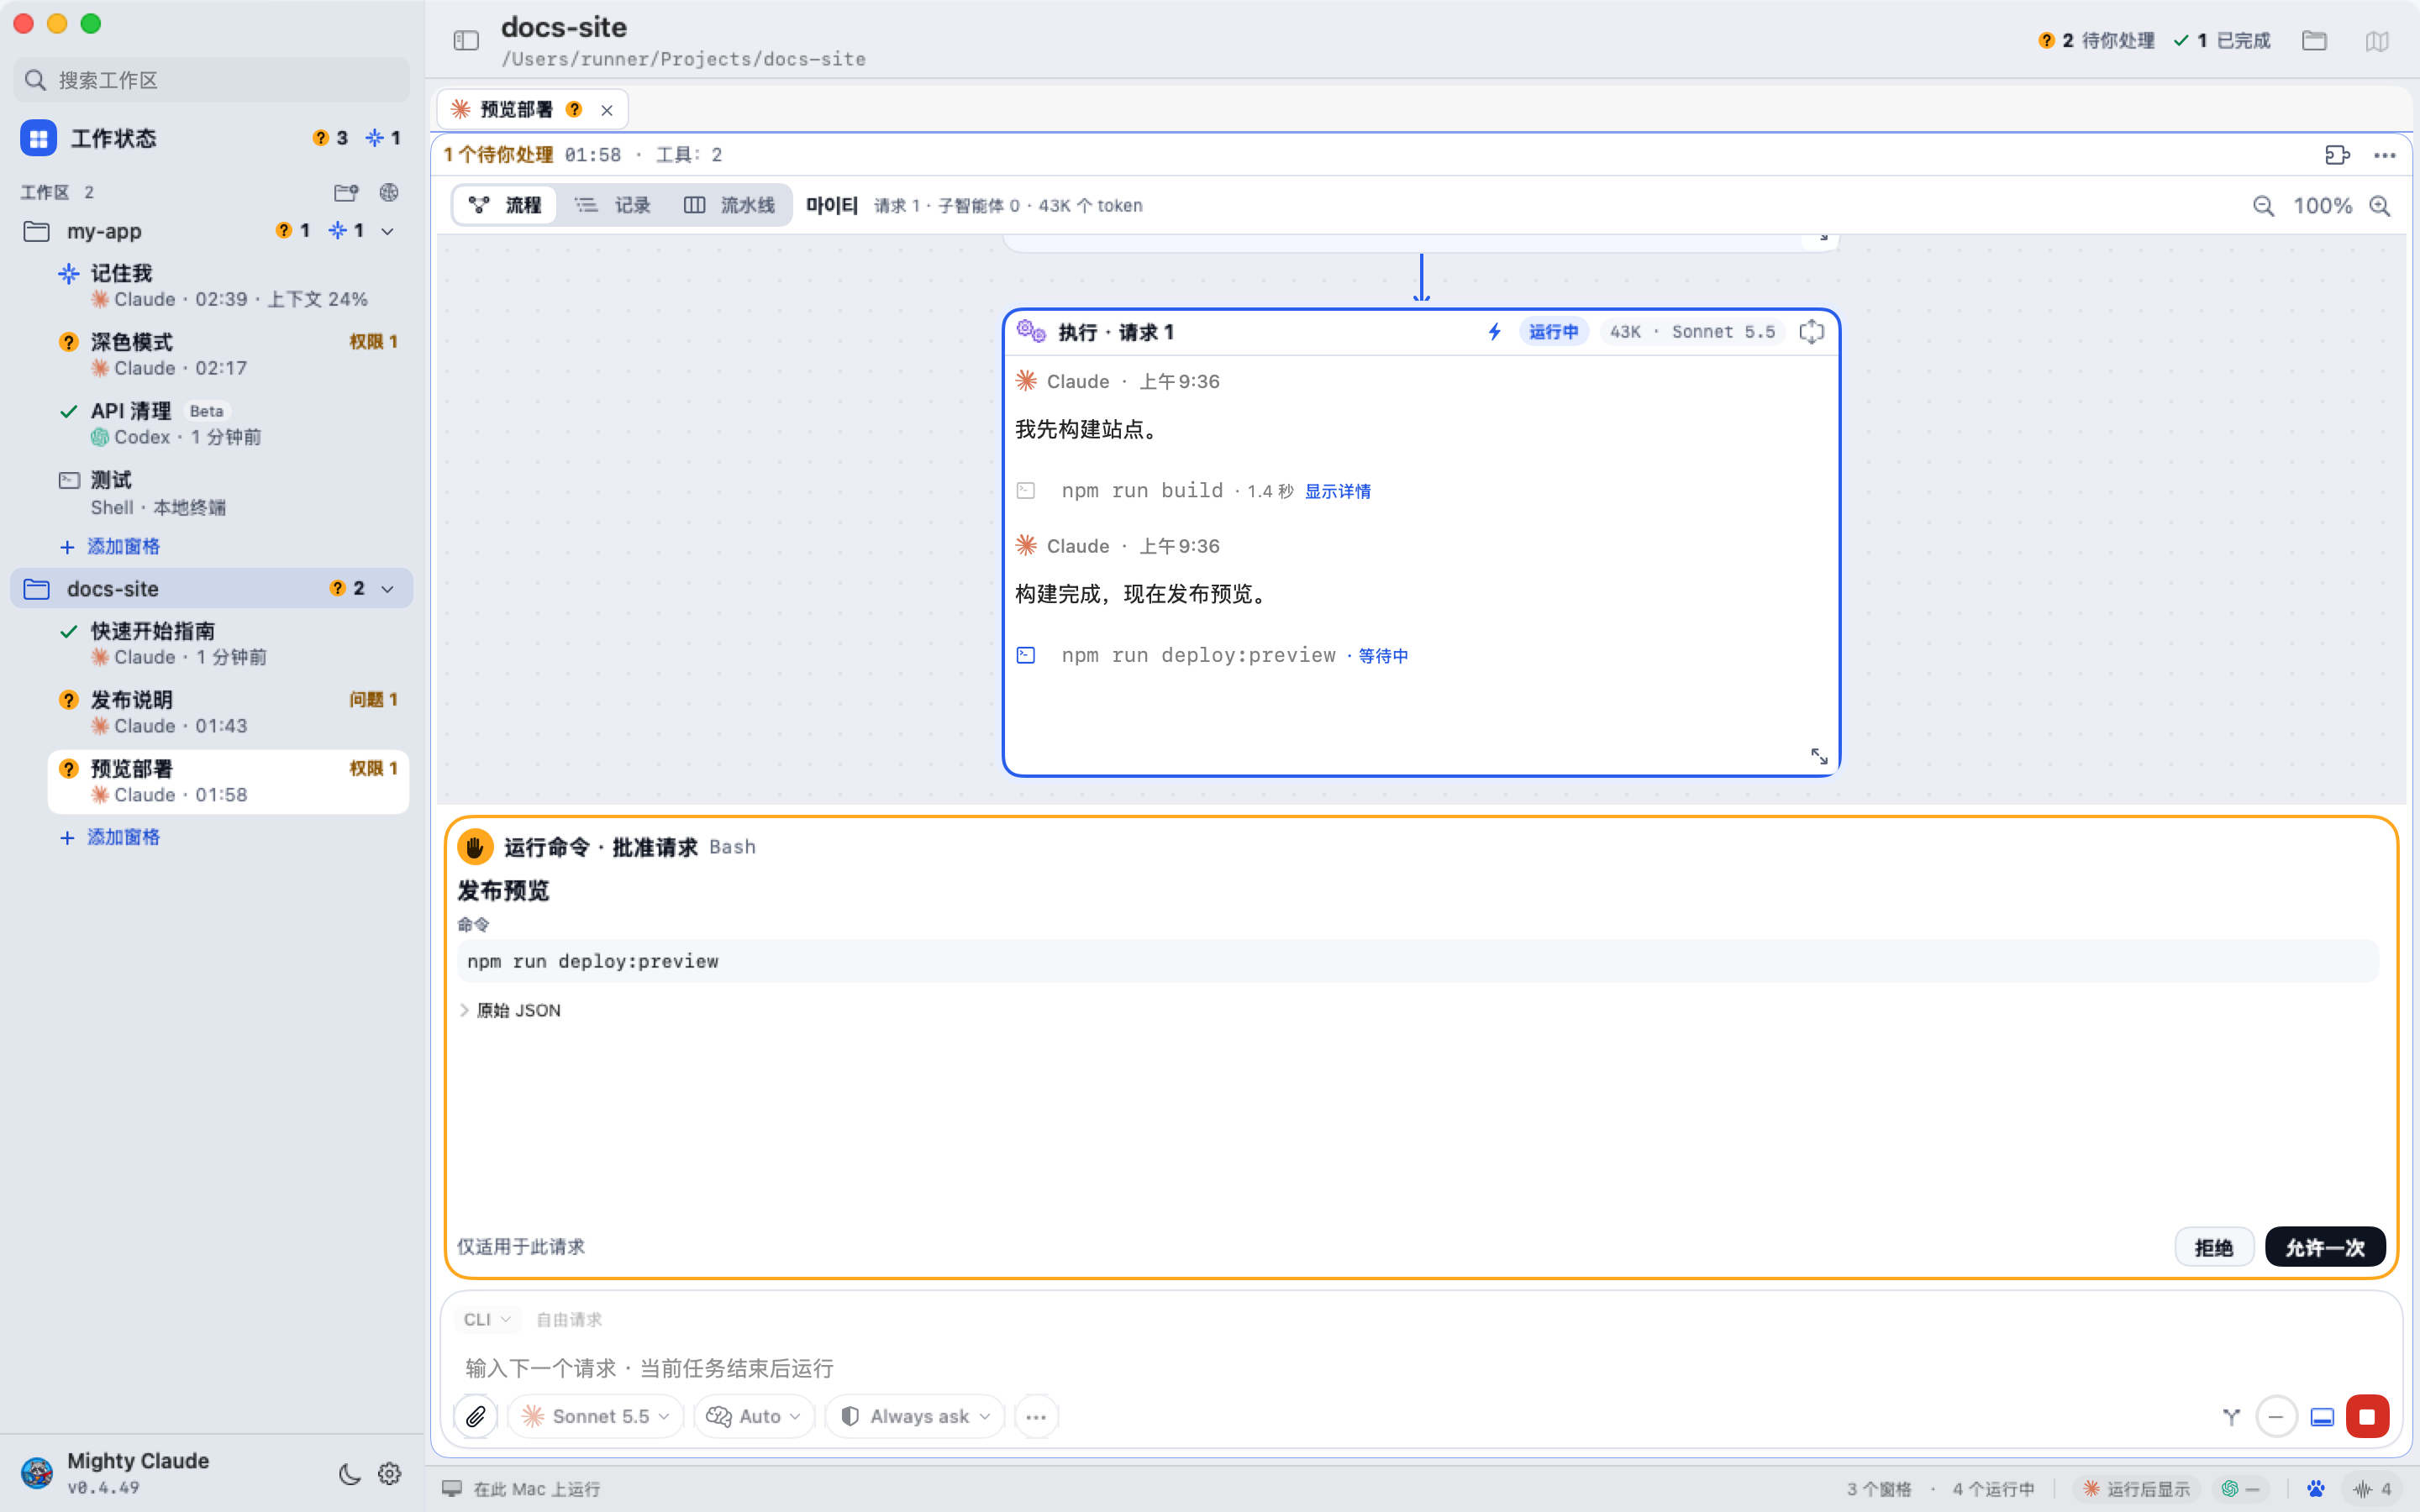 搜索工作区
工作状态 3 1
工作区 2
my-app 1 1
记住我
Claude · 02:39 · 上下文 24%
深色模式 权限 1
Claude · 02:17
API 清理 Beta
Codex · 1 分钟前
测试
Shell · 本地终端
+ 添加窗格
docs-site 2
快速开始指南
Claude · 1 分钟前
发布说明 问题 1
Claude · 01:43
预览部署 权限 1
Claude · 01:58
+ 添加窗格
Mighty Claude
v0.4.49
docs-site
/Users/runner/Projects/docs-site
2 待你处理 1 已完成
预览部署
1 个待你处理 01:58 · 工具: 2
流程 记录 流水线 마이티 请求 1 · 子智能体 0 · 43K 个 token
100%
执行 · 请求 1 运行中 43K · Sonnet 5.5
Claude · 上午 9:36
我先构建站点。
npm run build · 1.4 秒 显示详情
Claude · 上午 9:36
构建完成，现在发布预览。
npm run deploy:preview · 等待中
运行命令 · 批准请求 Bash
发布预览
命令
npm run deploy:preview
原始 JSON
仅适用于此请求 拒绝 允许一次
CLI 自由请求
输入下一个请求 · 当前任务结束后运行
Sonnet 5.5 Auto Always ask
在此 Mac 上运行 3 个窗格 · 4 个运行中 运行后显示 — 4